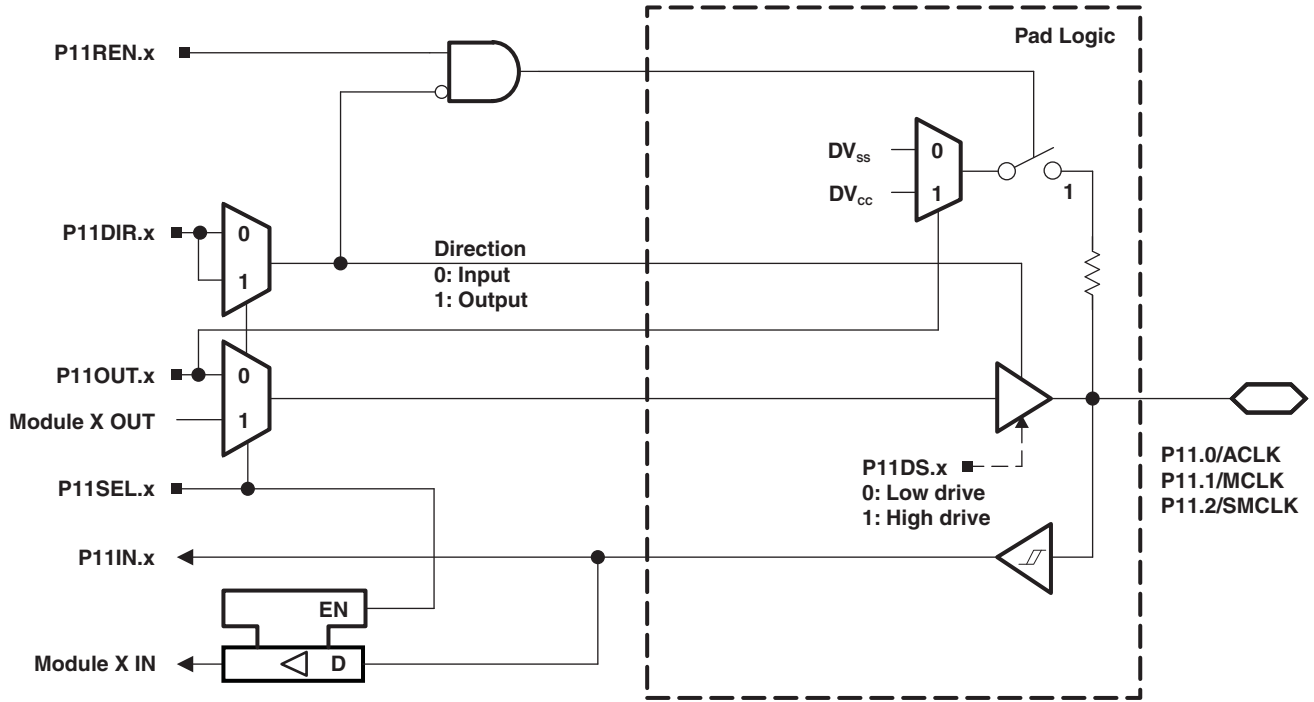 Pad Logic
P11REN.x
DVSS
0
DVCC
1
1
P11DIR.x
0
1
Direction
0: Input
1: Output
P11OUT.x
0
Module X OUT
1
P11DS.x
0: Low drive
1: High drive
P11.0/ACLK
P11.1/MCLK
P11.2/SMCLK
P11SEL.x
P11IN.x
EN
Module X IN
D